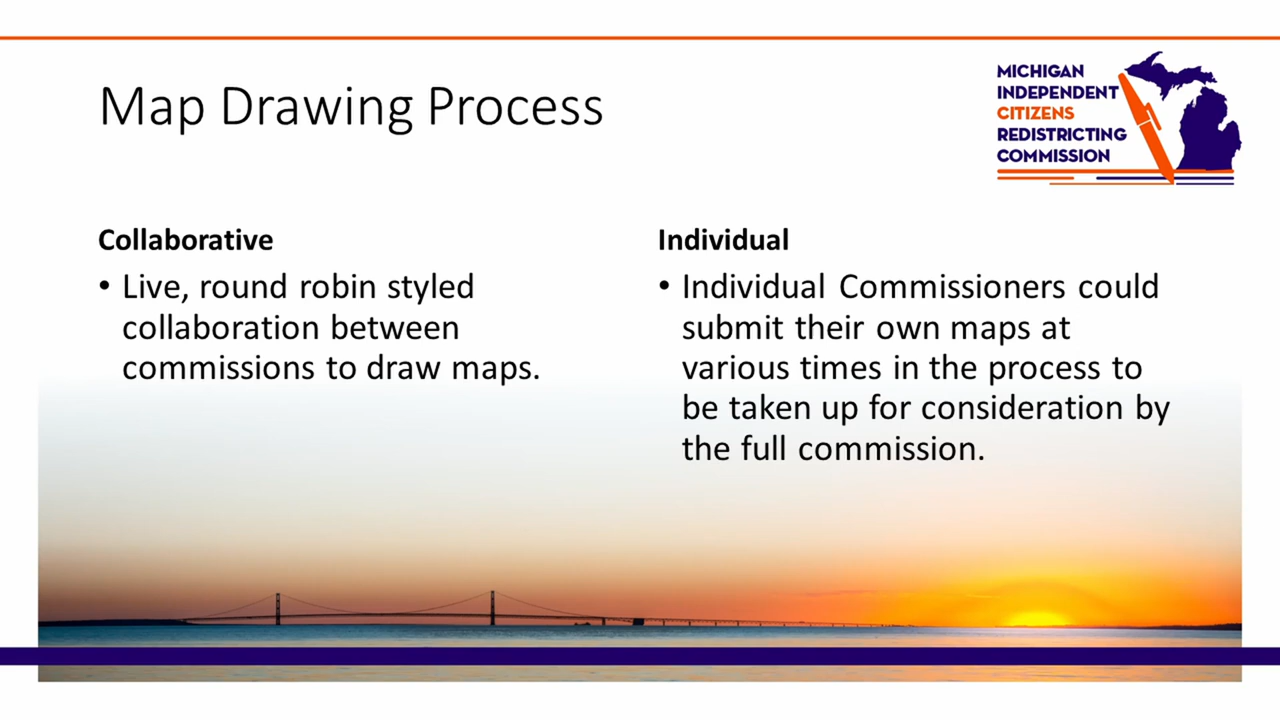 Map Drawing Process
MICHIGAN
INDEPENDENT
CITIZENS
REDISTRICTING
COMMISSION
Collaborative
• Live, round robin styled
collaboration between
commissions to draw maps.
Individual
• Individual Commissioners could
submit their own maps at
various times in the process to
be taken up for consideration by
the full commission.